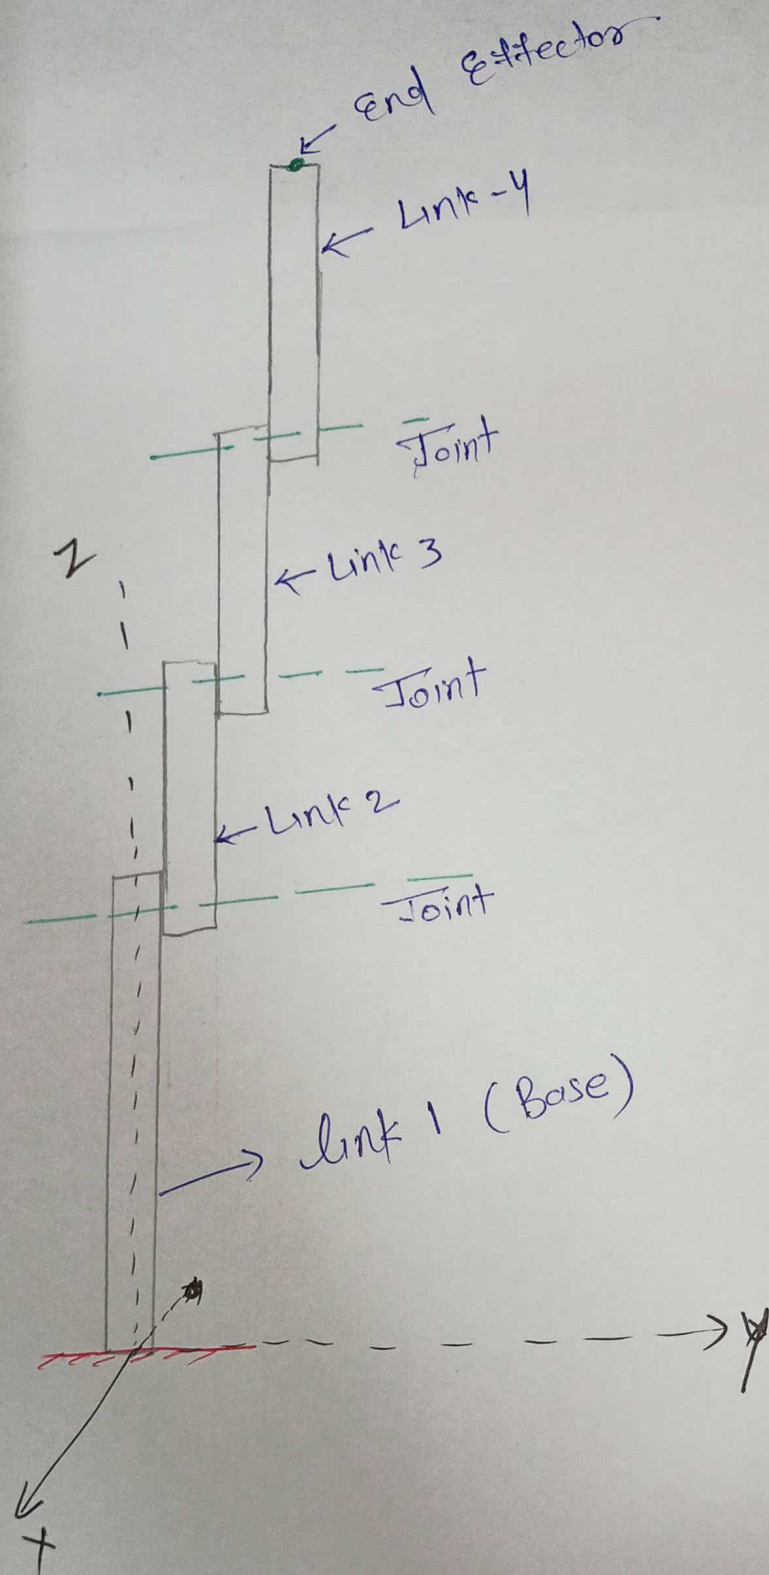 End Effector
Link-4
Joint
Link 3
Z
Joint
Link 2
Joint
link 1 (Base)
Y
X